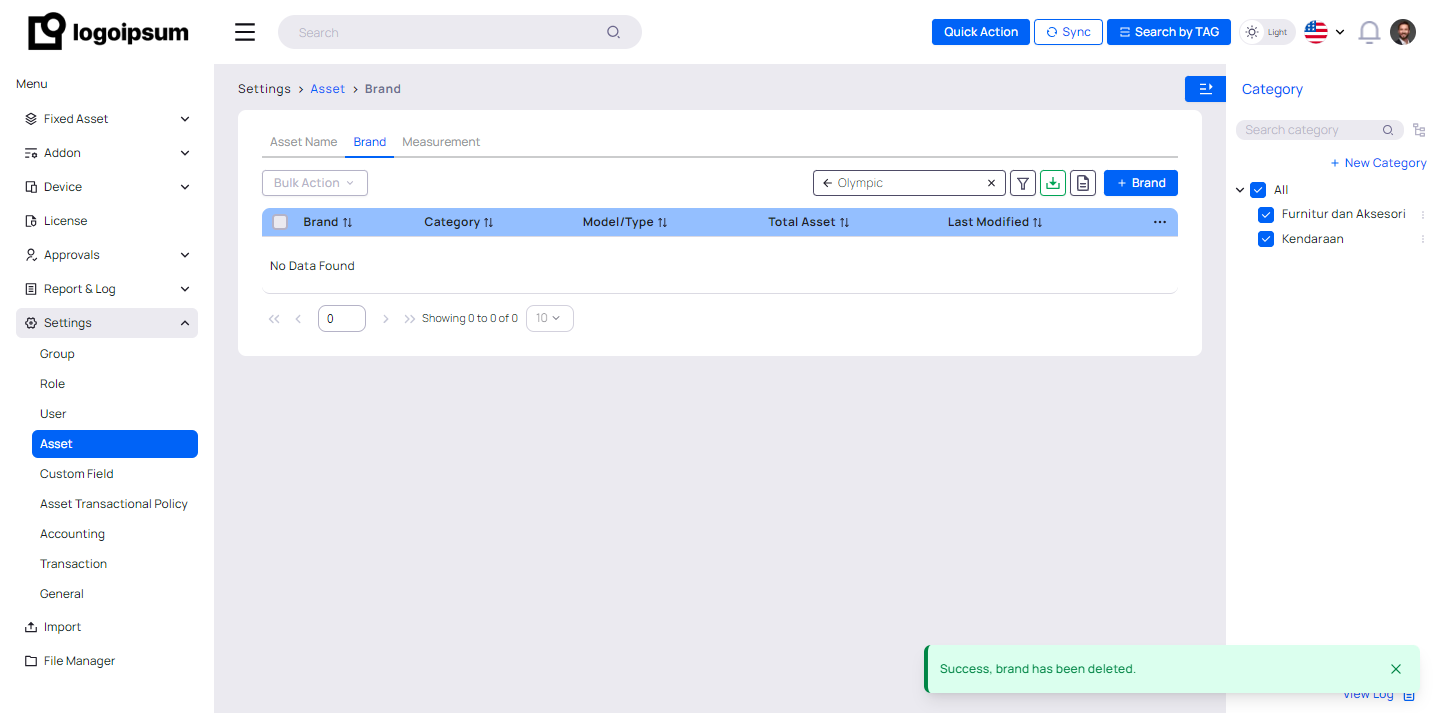 logoipsum
Search
Quick Action
Sync
Search by TAG
Light
Menu
Fixed Asset
Addon
Device
License
Approvals
Report & Log
Settings
Group
Role
User
Asset
Custom Field
Asset Transactional Policy
Accounting
Transaction
General
Import
File Manager
Settings > Asset > Brand
Asset Name Brand Measurement
Bulk Action
Olympic
+ Brand
Brand Category Model/Type Total Asset Last Modified
No Data Found
0
Showing 0 to 0 of 0
10
Category
Search category
+ New Category
All
Furnitur dan Aksesori
Kendaraan
Success, brand has been deleted.
View Log